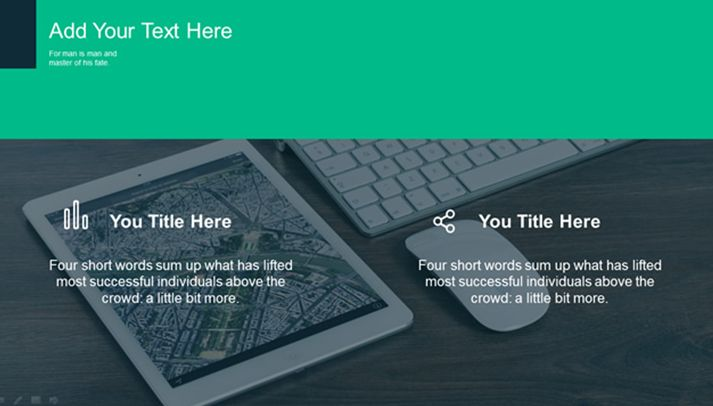 Add Your Text Here
For man is man and
master of his fate.
You Title Here
Four short words sum up what has lifted
most successful individuals above the
crowd: a little bit more.
You Title Here
Four short words sum up what has lifted
most successful individuals above the
crowd: a little bit more.